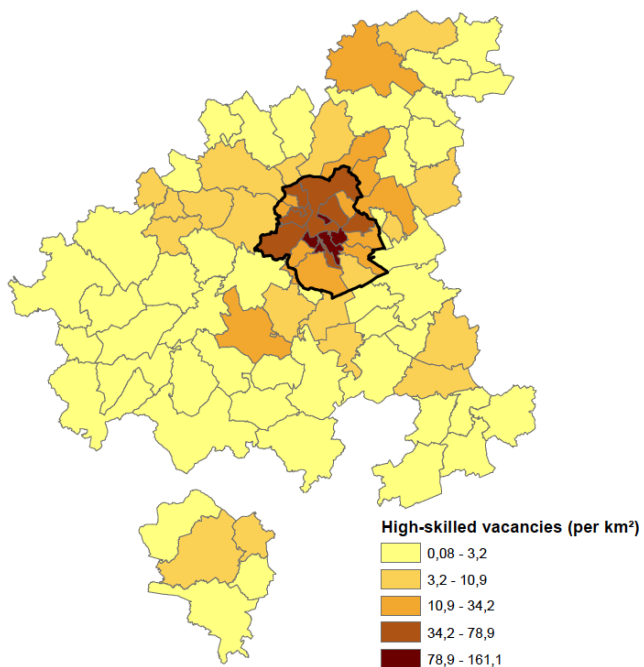 High-skilled vacancies (per km²)
0,08 - 3,2
3,2 - 10,9
10,9 - 34,2
34,2 - 78,9
78,9 - 161,1